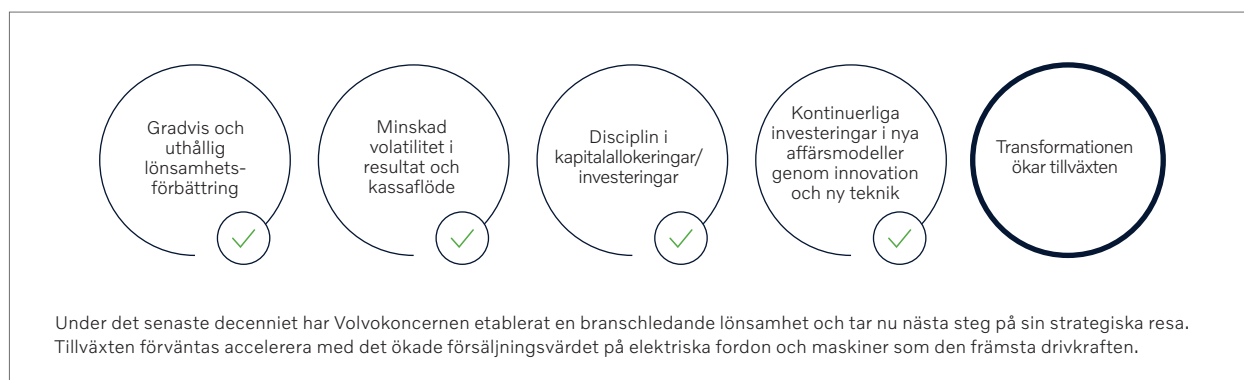 Gradvis och
uthållig
lönsamhets-
förbättring
Minskad
volatilitet i
resultat och
kassaflöde
Disciplin i
kapitalallokeringar/
investeringar
Kontinuerliga
investeringar i nya
affärsmodeller
genom innovation
och ny teknik
Transformationen
ökar tillväxten
Under det senaste decenniet har Volvokoncernen etablerat en branschledande lönsamhet och tar nu nästa steg på sin strategiska resa.
Tillväxten förväntas accelerera med det ökade försäljningsvärdet på elektriska fordon och maskiner som den främsta drivkraften.